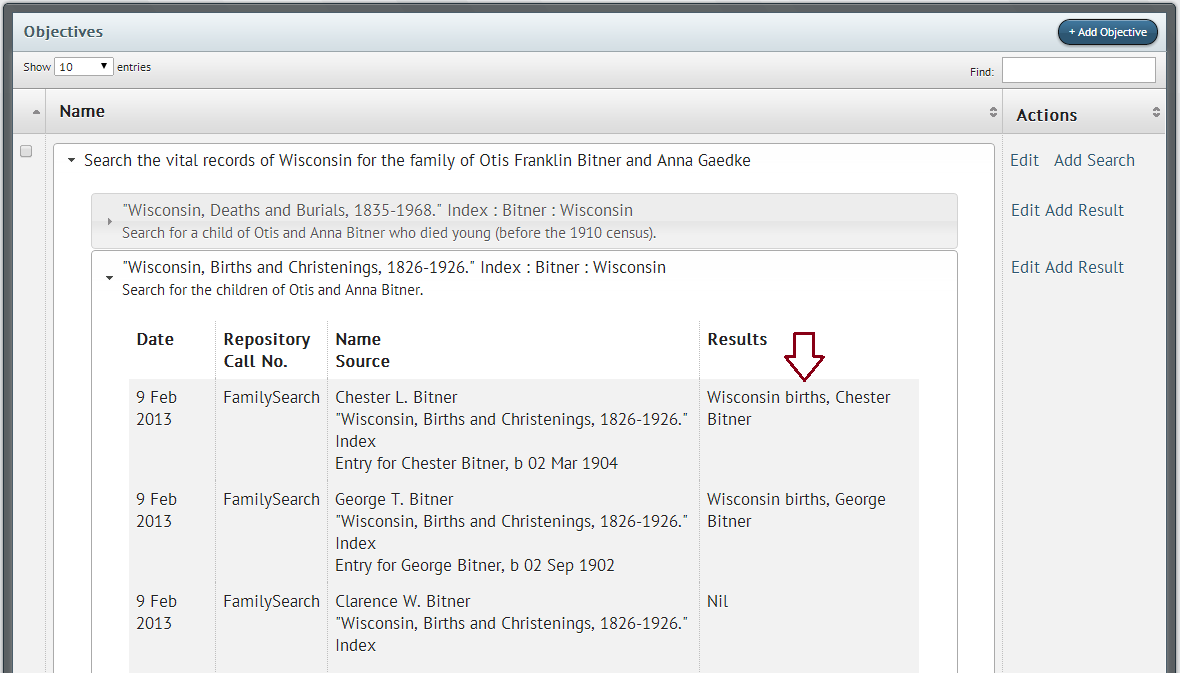 Objectives
+ Add Objective
Show 10 entries
Find:
Name
Actions
Search the vital records of Wisconsin for the family of Otis Franklin Bitner and Anna Gaedke
Edit Add Search
"Wisconsin, Deaths and Burials, 1835-1968." Index : Bitner : Wisconsin
Edit Add Result
Search for a child of Otis and Anna Bitner who died young (before the 1910 census).
"Wisconsin, Births and Christenings, 1826-1926." Index : Bitner : Wisconsin
Edit Add Result
Search for the children of Otis and Anna Bitner.
Date
Repository
Call No.
Name
Source
Results
9 Feb
2013
FamilySearch
Chester L. Bitner
"Wisconsin, Births and Christenings, 1826-1926."
Index
Entry for Chester Bitner, b 02 Mar 1904
Wisconsin births, Chester
Bitner
9 Feb
2013
FamilySearch
George T. Bitner
"Wisconsin, Births and Christenings, 1826-1926."
Index
Entry for George Bitner, b 02 Sep 1902
Wisconsin births, George
Bitner
9 Feb
2013
FamilySearch
Clarence W. Bitner
"Wisconsin, Births and Christenings, 1826-1926."
Index
Nil